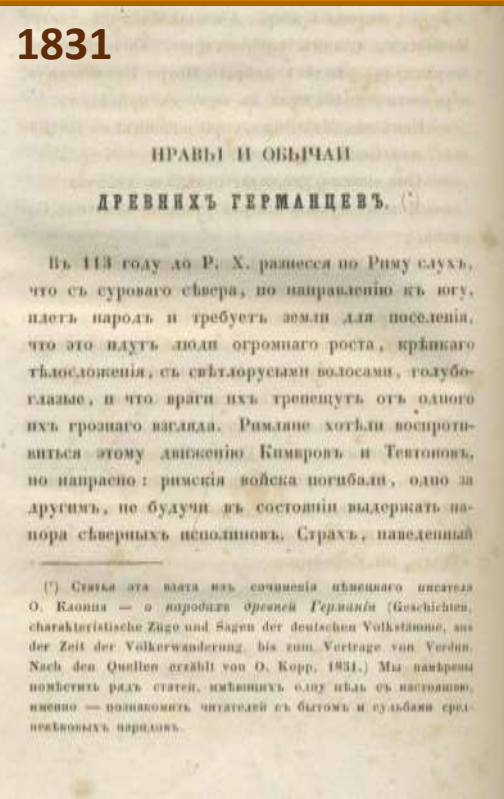 1831
НРАВЫ И ОБЫЧАИ
ДРЕВНИХЪ ГЕРМАНЦЕВЪ. (*)
Въ 113 году до Р. Х. разнесся по Риму слухъ,
что съ суроваго сѣвера, по направленію къ югу,
идетъ народъ и требуетъ земли для поселенія,
что это идутъ люди огромнаго роста, крѣпкаго
тѣлосложенія, съ свѣтлорусыми волосами, голубо-
глазые, и что враги ихъ трепещутъ отъ одного
ихъ грознаго взгляда. Римляне хотѣли воспроти-
виться этому движенію Кимвровъ и Тевтоновъ,
но напрасно: римскія войска погибали, одно за
другимъ, не будучи въ состояніи выдержать на-
пора сѣверныхъ исполиновъ. Страхъ, наведенный
(*) Статья эта взята изъ сочиненія нѣмецкаго писателя
О. Клоппа — о народахъ древней Германіи (Geschichten,
charakteristische Züge und Sagen der deutschen Volkstämme, aus
der Zeit der Völkerwanderung, bis zum Vertrage von Verdun.
Nach den Quellen erzählt von O. Kopp, 1831.) Мы намѣрены
помѣстить рядъ статей, имѣющихъ одну цѣль съ настоящею,
именно — познакомить читателей съ бытомъ и судьбами сред-
невѣковыхъ народовъ.